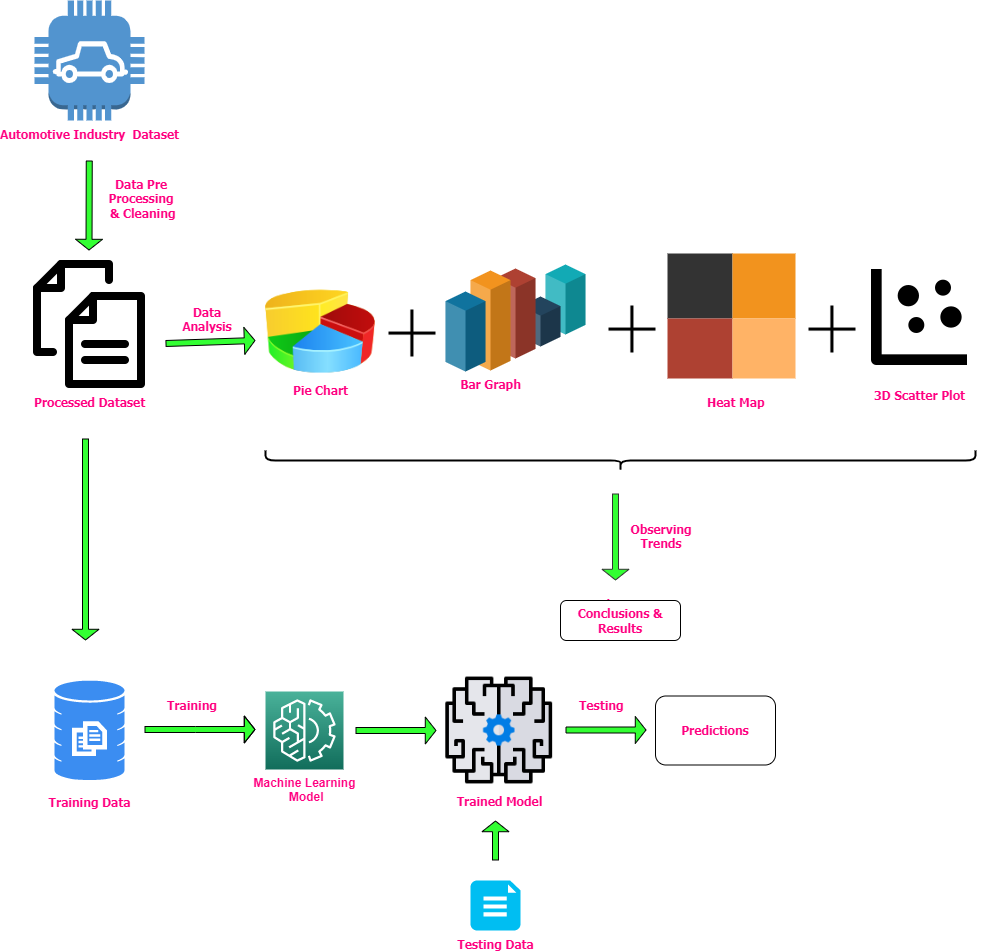 Automotive Industry  Dataset
Data Pre
Processing
& Cleaning
Data
Analysis
Processed Dataset
Pie Chart
Bar Graph
Heat Map
3D Scatter Plot
Observing
Trends
Conclusions &
Results
Training Data
Training
Machine Learning
Model
Trained Model
Testing
Predictions
Testing Data